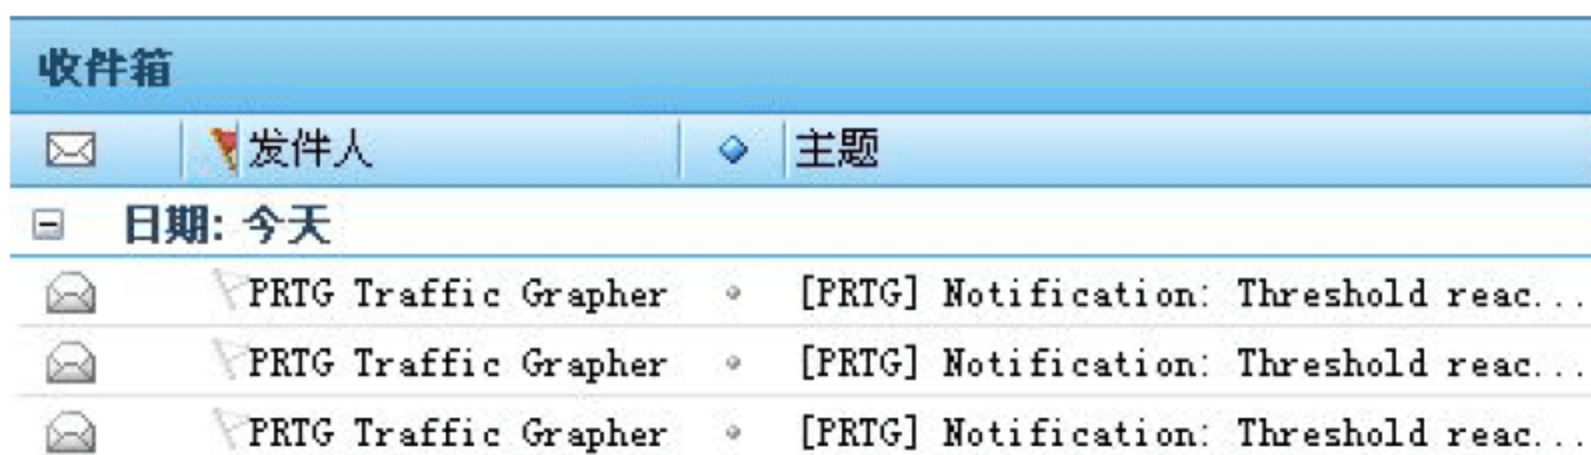 收件箱
发件人 主题
日期: 今天
PRTG Traffic Grapher [PRTG] Notification: Threshold reac...
PRTG Traffic Grapher [PRTG] Notification: Threshold reac...
PRTG Traffic Grapher [PRTG] Notification: Threshold reac...